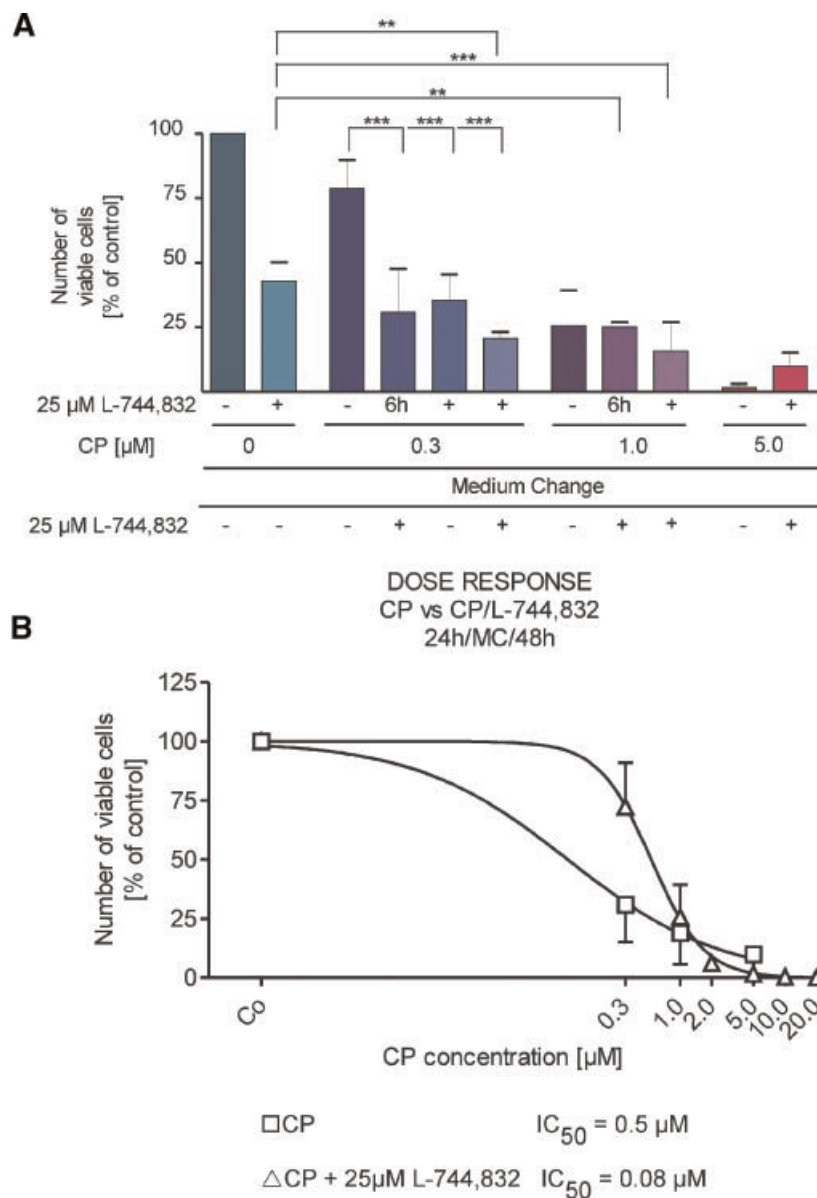 A
**
***
**
*** *** ***
100
75
50
25
Number of
viable cells
[% of control]
25 µM L-744,832 - + - 6h + + - 6h + - +
CP [µM] 0 0.3 1.0 5.0
Medium Change
25 µM L-744,832 - - - + - + - + + - +
DOSE RESPONSE
CP vs CP/L-744,832
24h/MC/48h
B
125
100
75
50
25
0
Number of viable cells
[% of control]
Co 0.3 1.0 2.0 5.0 10.0 20.0
CP concentration [µM]
□CP IC50 = 0.5 µM
△CP + 25µM L-744,832 IC50 = 0.08 µM